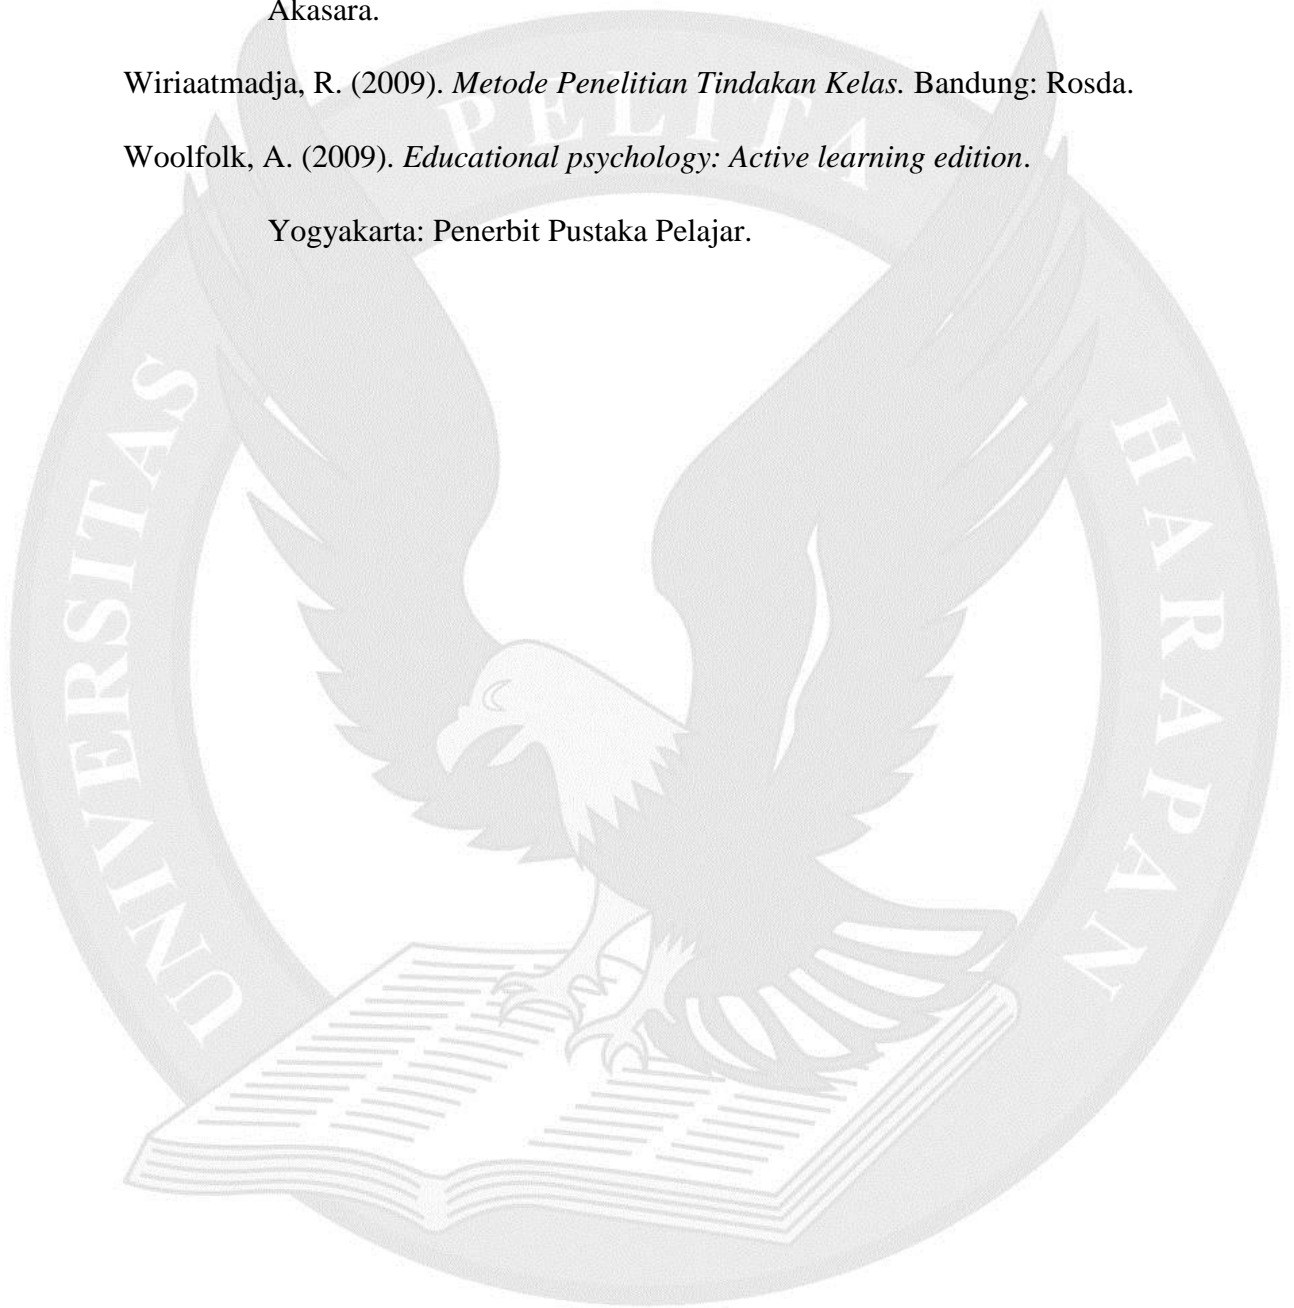 Akasara.
Wiriaatmadja, R. (2009). Metode Penelitian Tindakan Kelas. Bandung: Rosda.
Woolfolk, A. (2009). Educational psychology: Active learning edition.
Yogyakarta: Penerbit Pustaka Pelajar.
UNIVERSITAS
PELITA
HARAPAN